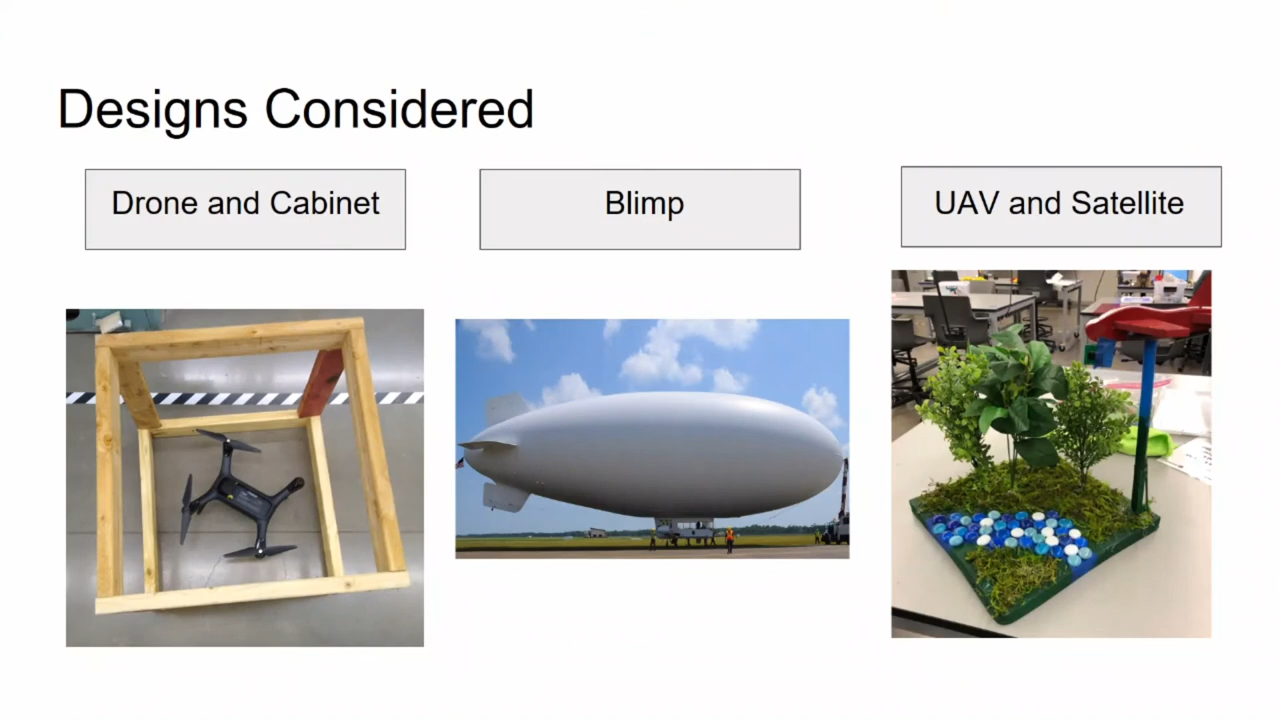 Designs Considered
Drone and Cabinet
Blimp
UAV and Satellite